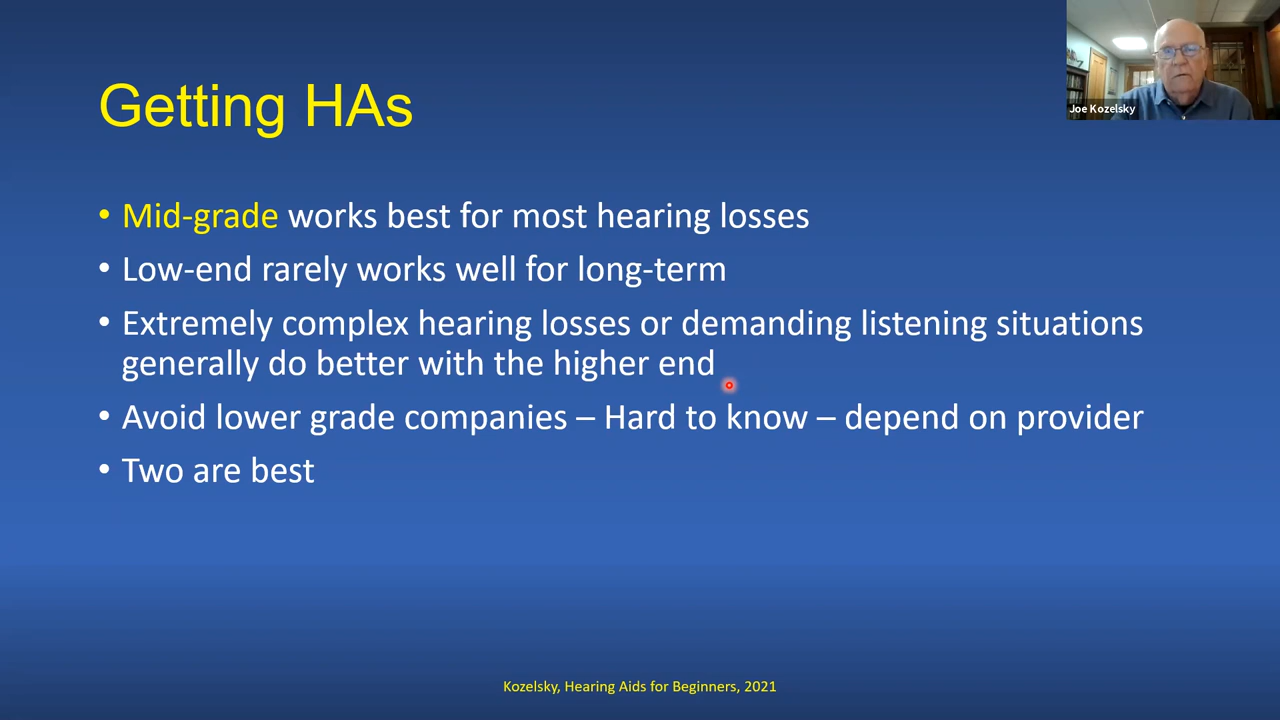 Getting HAs
Joe Kozelsky
• Mid-grade works best for most hearing losses
• Low-end rarely works well for long-term
• Extremely complex hearing losses or demanding listening situations
generally do better with the higher end
• Avoid lower grade companies – Hard to know – depend on provider
• Two are best
Kozelsky, Hearing Aids for Beginners, 2021